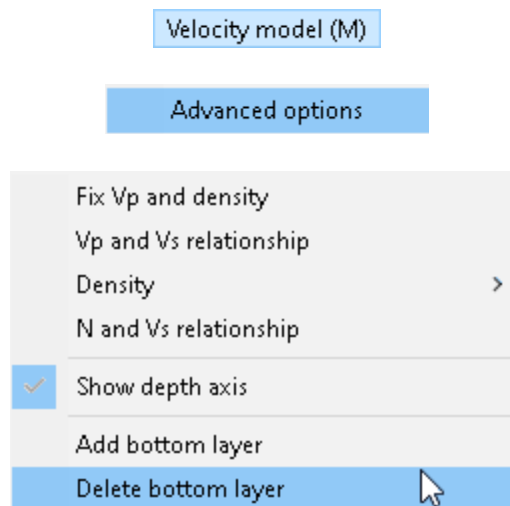 Velocity model (M)
Advanced options
Fix Vp and density
Vp and Vs relationship
Density
N and Vs relationship
Show depth axis
Add bottom layer
Delete bottom layer